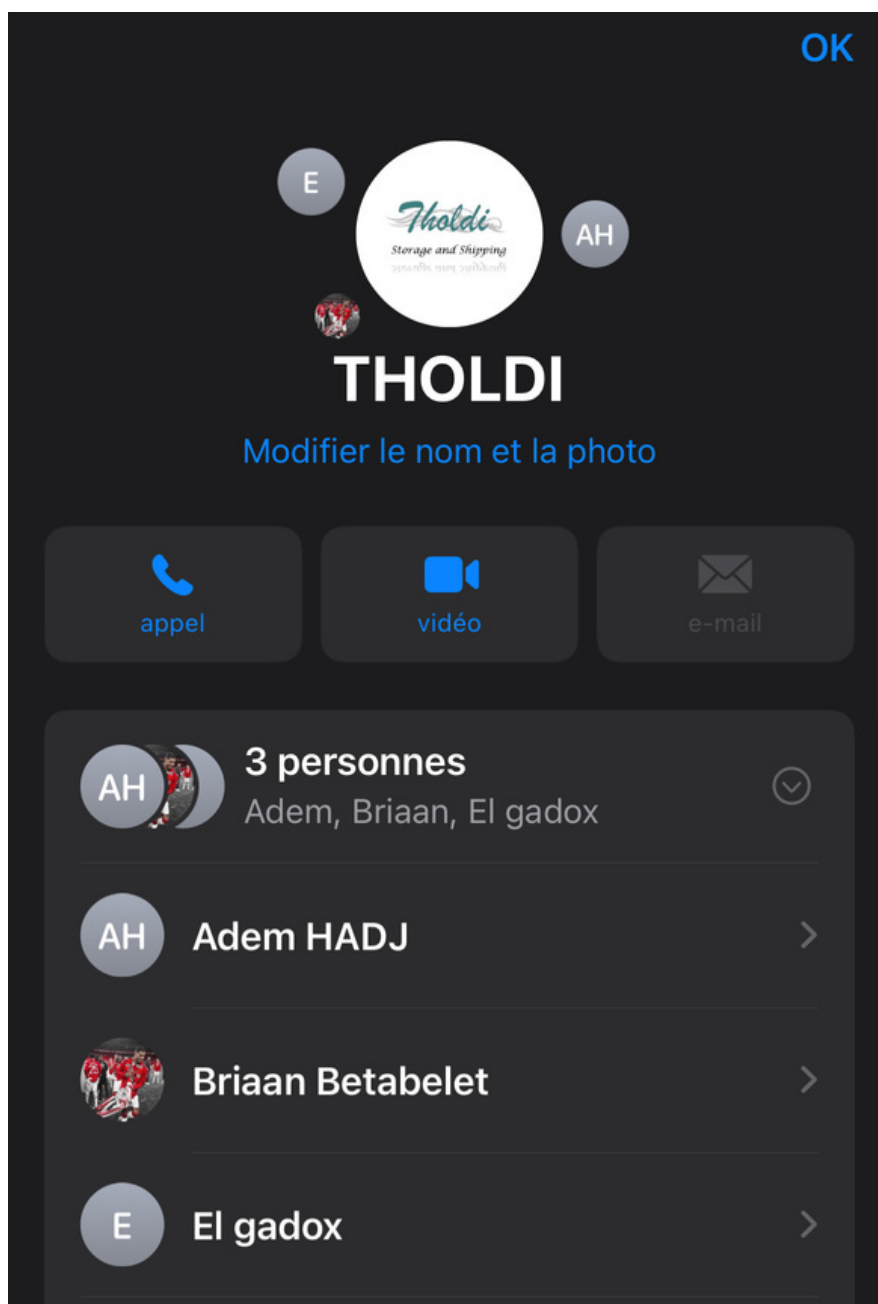 OK
E
Tholdi
Storage and Shipping
AH
THOLDI
Modifier le nom et la photo
appel
vidéo
e-mail
AH
3 personnes
Adem, Briaan, El gadox
AH
Adem HADJ
Briaan Betabelet
E
El gadox